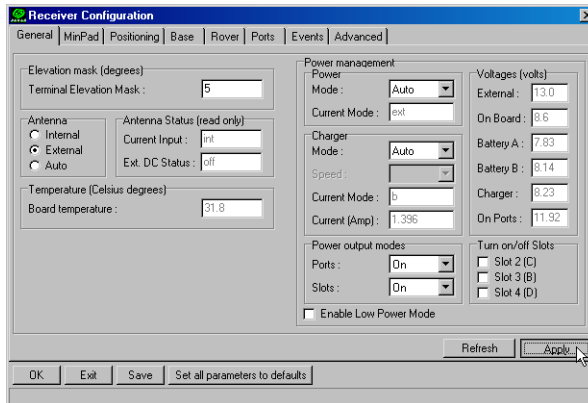 Receiver Configuration
General MinPad Positioning Base Rover Ports Events Advanced
Elevation mask (degrees)
Terminal Elevation Mask : 5
Antenna
Internal
External
Auto
Antenna Status (read only)
Current Input : int
Ext. DC Status : off
Temperature (Celsius degrees)
Board temperature : 31.8
Power management
Power
Mode : Auto
Current Mode : ext
Charger
Mode : Auto
Speed :
Current Mode : b
Current (Amp) : 1.396
Power output modes
Ports : On
Slots : On
Enable Low Power Mode
Voltages (volts)
External : 13.0
On Board : 8.6
Battery A : 7.83
Battery B : 8.14
Charger : 8.23
On Ports : 11.92
Turn on/off Slots
Slot 2 (C)
Slot 3 (B)
Slot 4 (D)
Refresh Apply
OK Exit Save Set all parameters to defaults